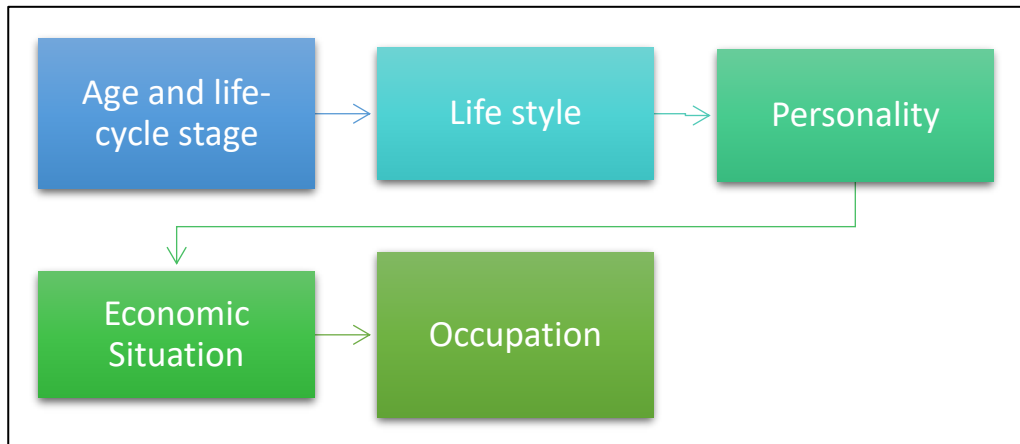 Age and life-
cycle stage
Life style
Personality
Economic
Situation
Occupation